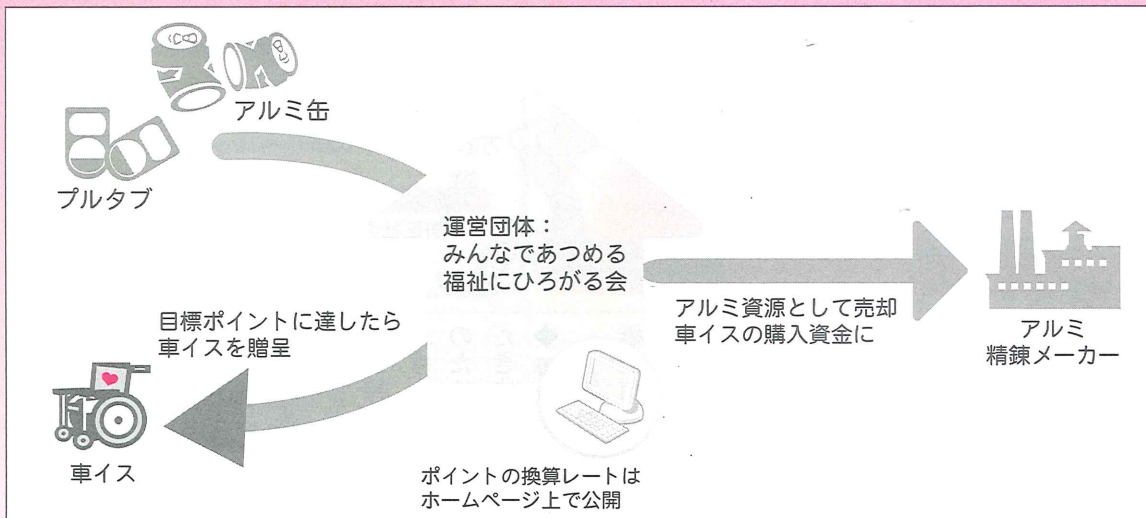 アルミ缶
プルタブ
運営団体：
みんなであつめる
福祉にひろがる会
アルミ資源として売却
車イスの購入資金に
アルミ
精錬メーカー
目標ポイントに達したら
車イスを贈呈
車イス
ポイントの換算レートは
ホームページ上で公開